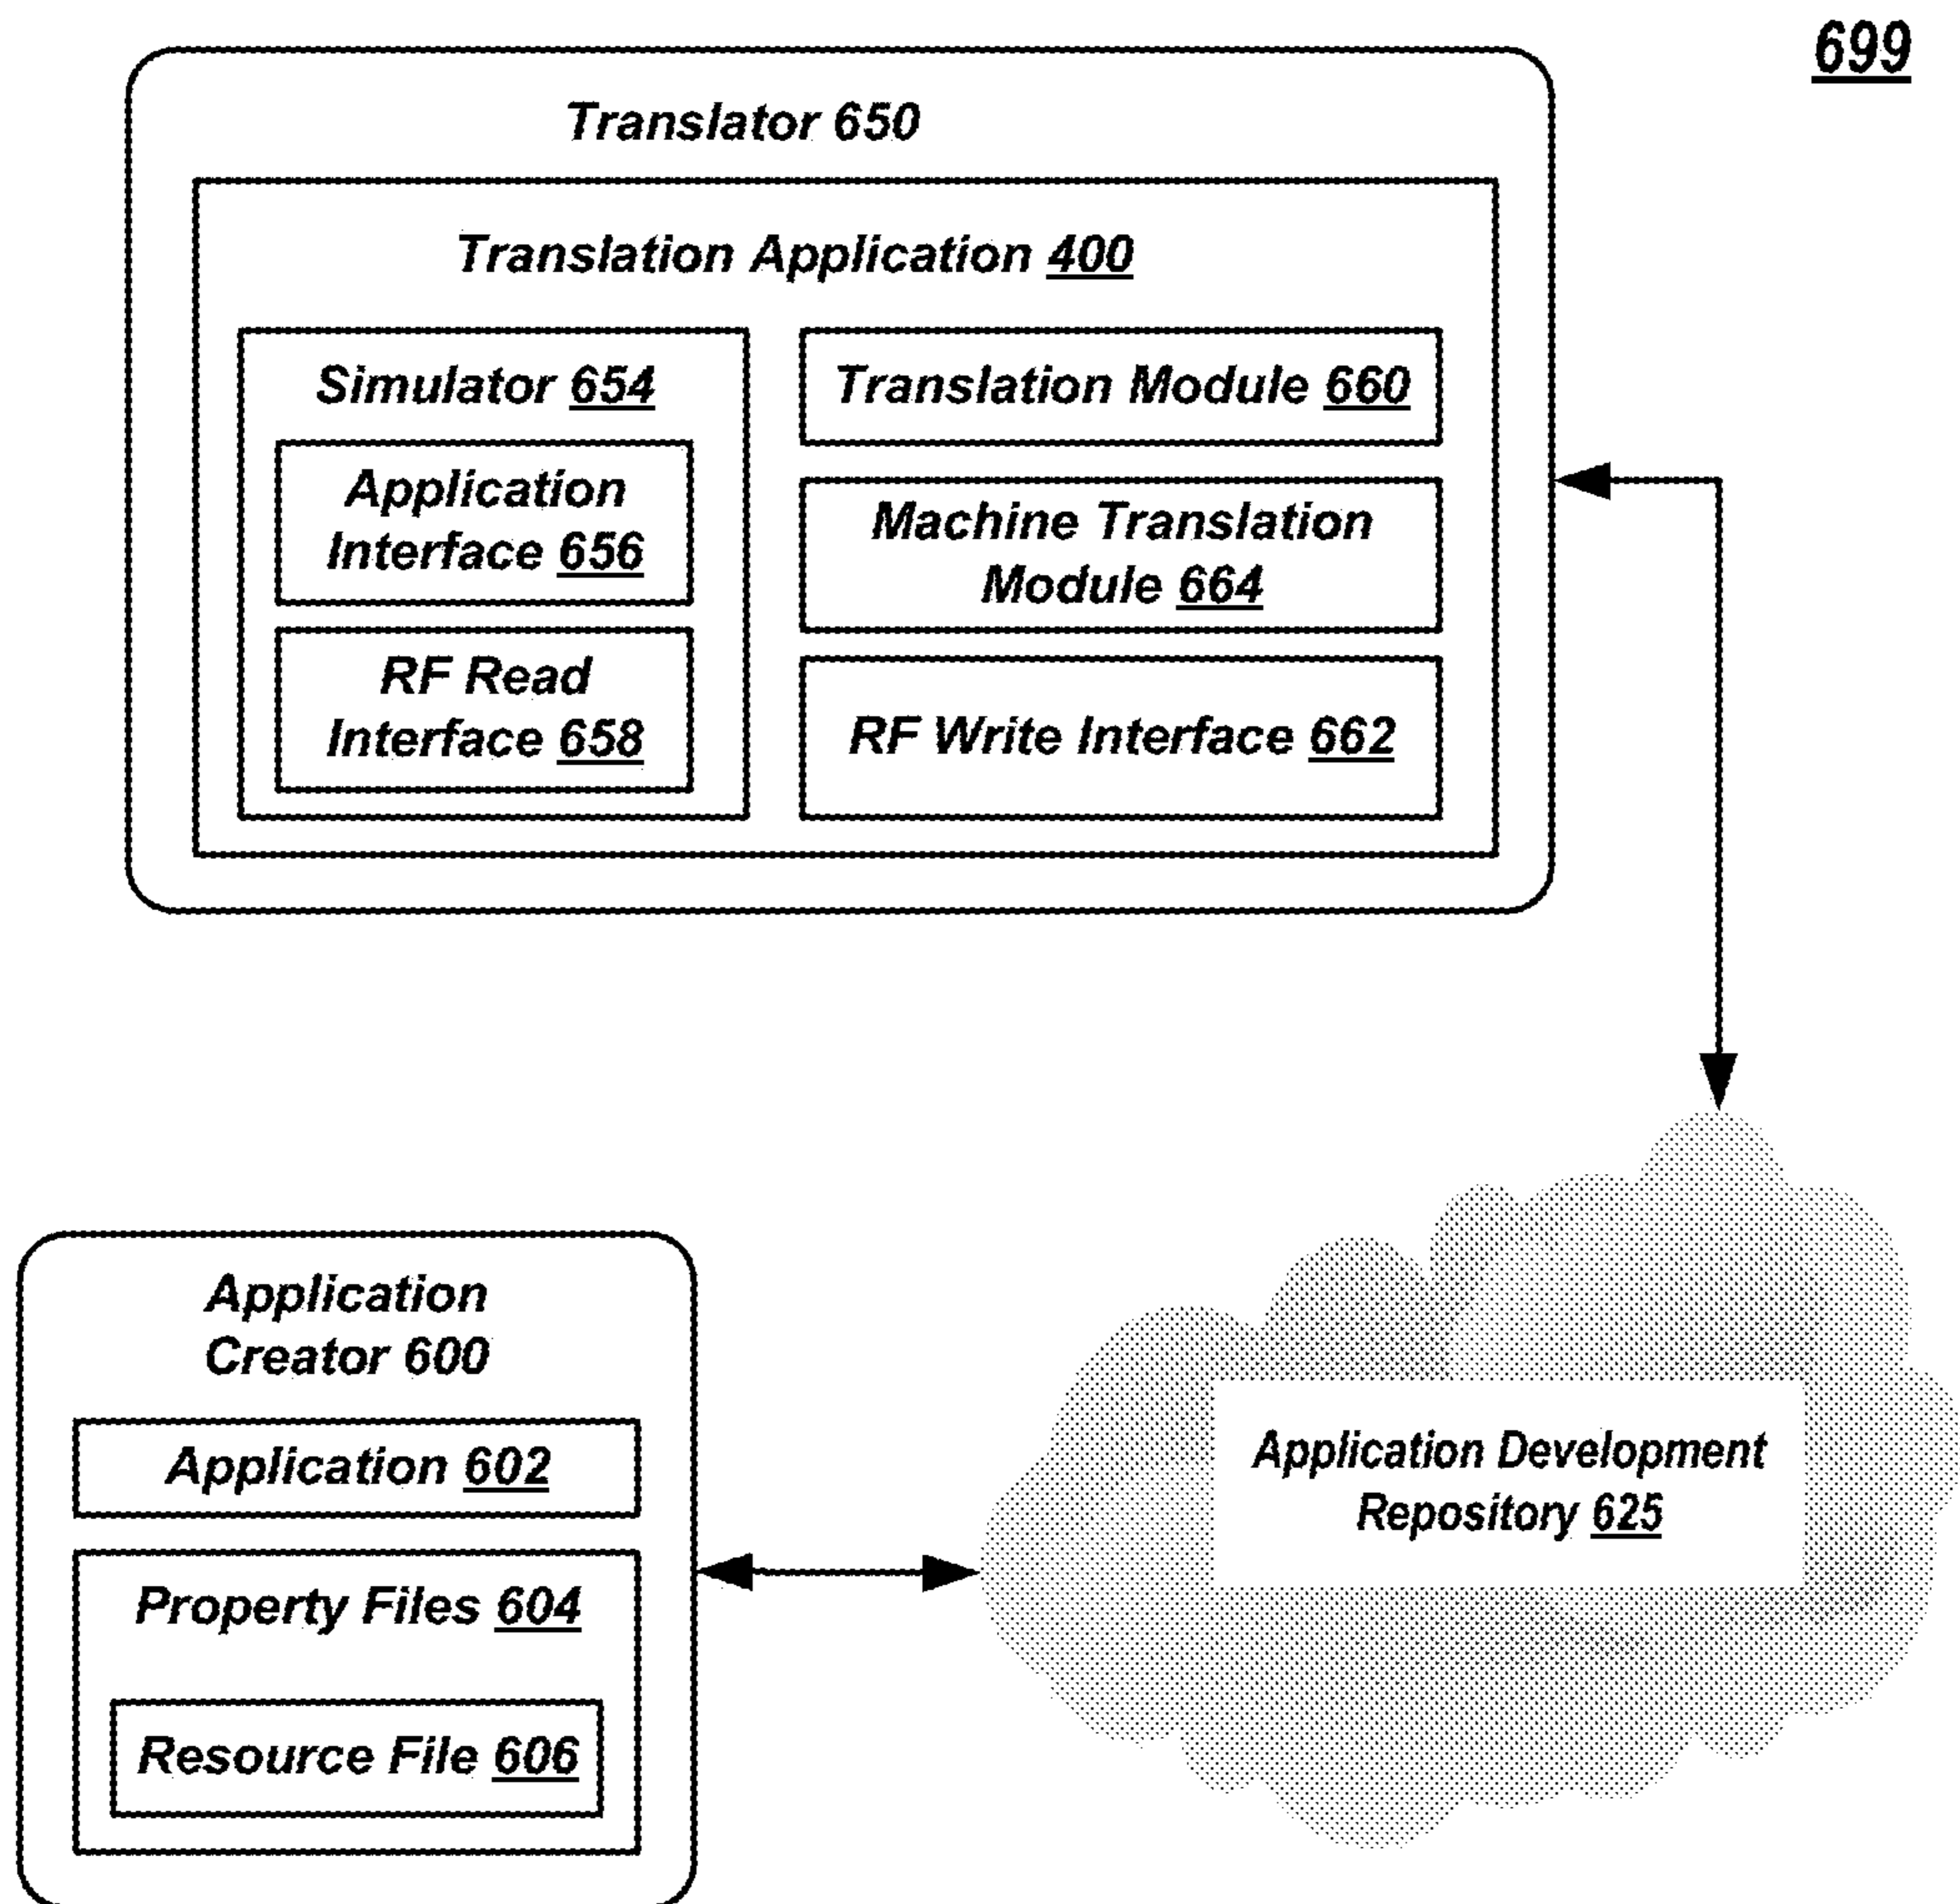 699
Translator 650
Translation Application 400
Simulator 654
Application
Interface 656
RF Read
Interface 658
Translation Module 660
Machine Translation
Module 664
RF Write Interface 662
Application
Creator 600
Application 602
Property Files 604
Resource File 606
Application Development
Repository 625